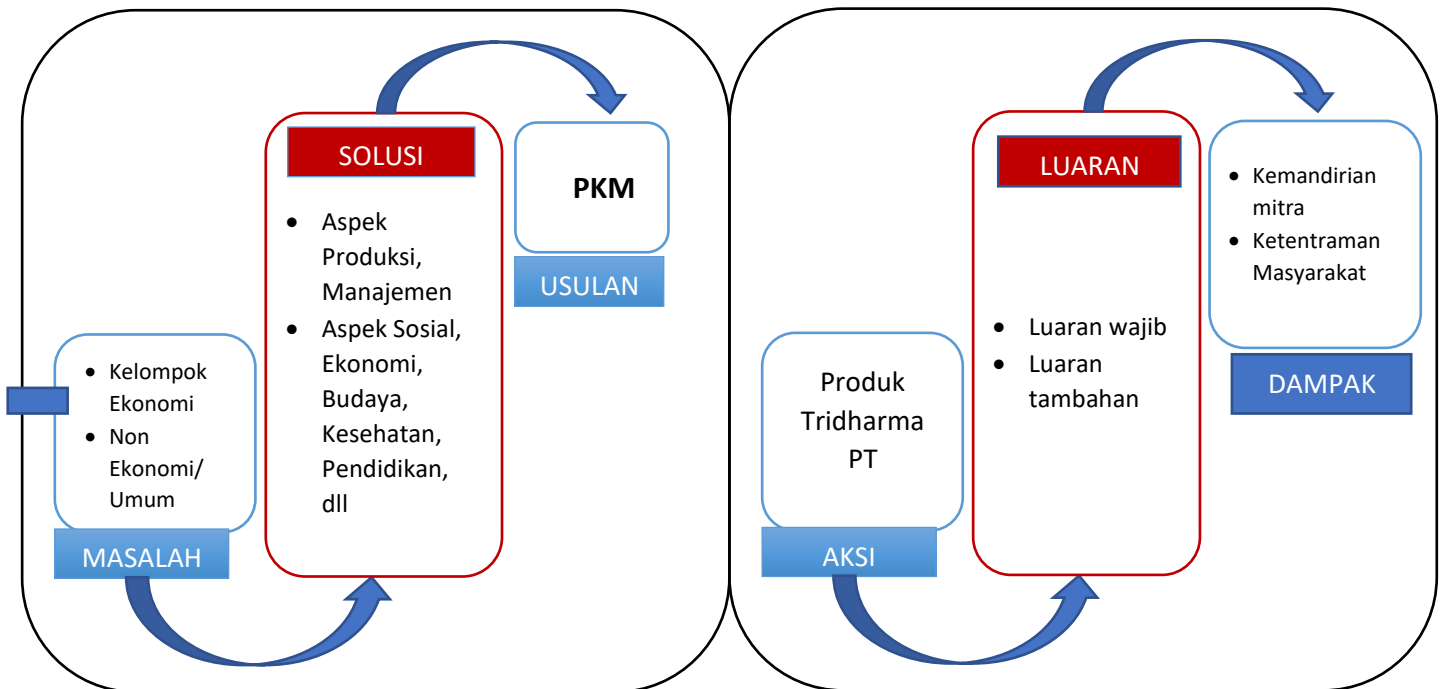 • Kelompok
Ekonomi
• Non
Ekonomi/
Umum
MASALAH
SOLUSI
• Aspek
Produksi,
Manajemen
• Aspek Sosial,
Ekonomi,
Budaya,
Kesehatan,
Pendidikan,
dll
PKM
USULAN
Produk
Tridharma
PT
AKSI
LUARAN
• Luaran wajib
• Luaran
tambahan
• Kemandirian
mitra
• Ketentraman
Masyarakat
DAMPAK